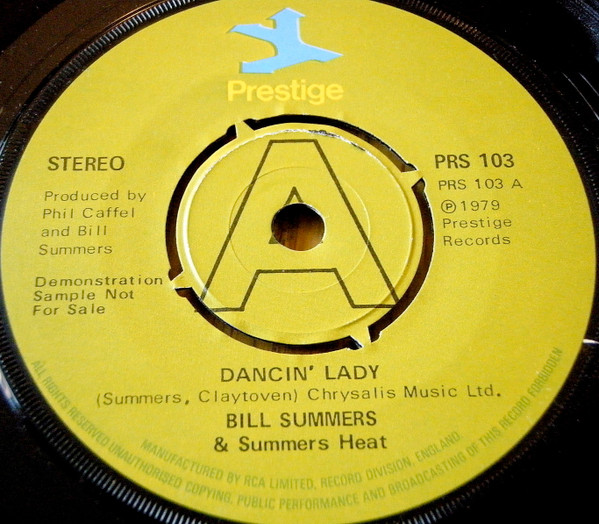 Prestige
STEREO
Produced by
Phil Caffel
and Bill
Summers
Demonstration
Sample Not
For Sale
A
PRS 103
PRS 103 A
℗ 1979
Prestige
Records
DANCIN' LADY
(Summers, Claytoven) Chrysalis Music Ltd.
BILL SUMMERS
& Summers Heat
MANUFACTURED BY RCA LIMITED, RECORD DIVISION, ENGLAND.
ALL RIGHTS RESERVED UNAUTHORISED COPYING, PUBLIC PERFORMANCE AND BROADCASTING OF THIS RECORD FORBIDDEN